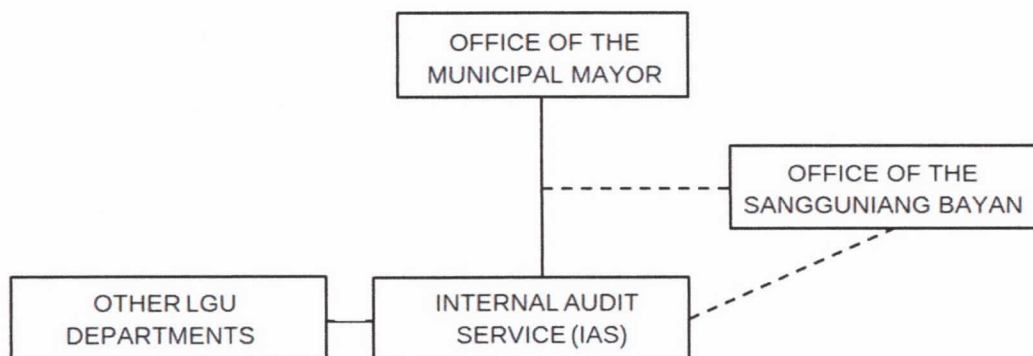 OFFICE OF THE
MUNICIPAL MAYOR
OFFICE OF THE
SANGGUNIANG BAYAN
OTHER LGU
DEPARTMENTS
INTERNAL AUDIT
SERVICE (IAS)